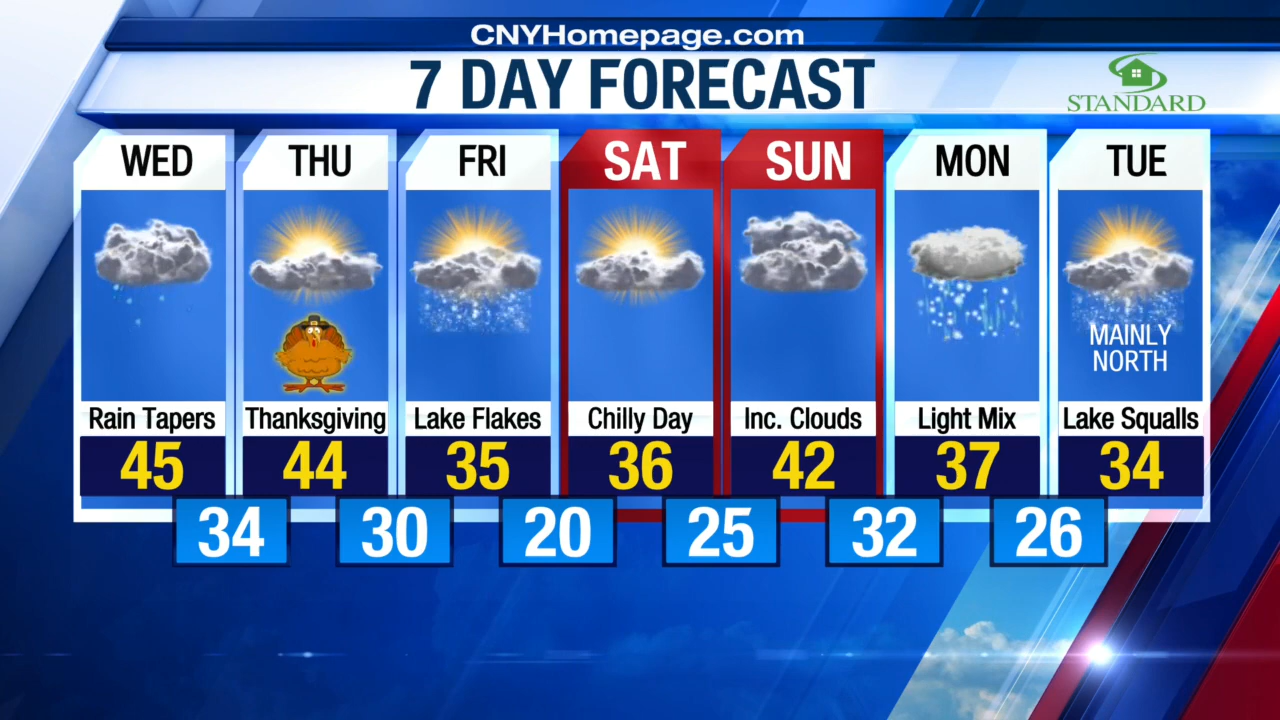 CNYHomepage.com
7 DAY FORECAST
STANDARD
WED
THU
FRI
SAT
SUN
MON
TUE
MAINLY
NORTH
Rain Tapers
Thanksgiving
Lake Flakes
Chilly Day
Inc. Clouds
Light Mix
Lake Squalls
45
44
35
36
42
37
34
34
30
20
25
32
26